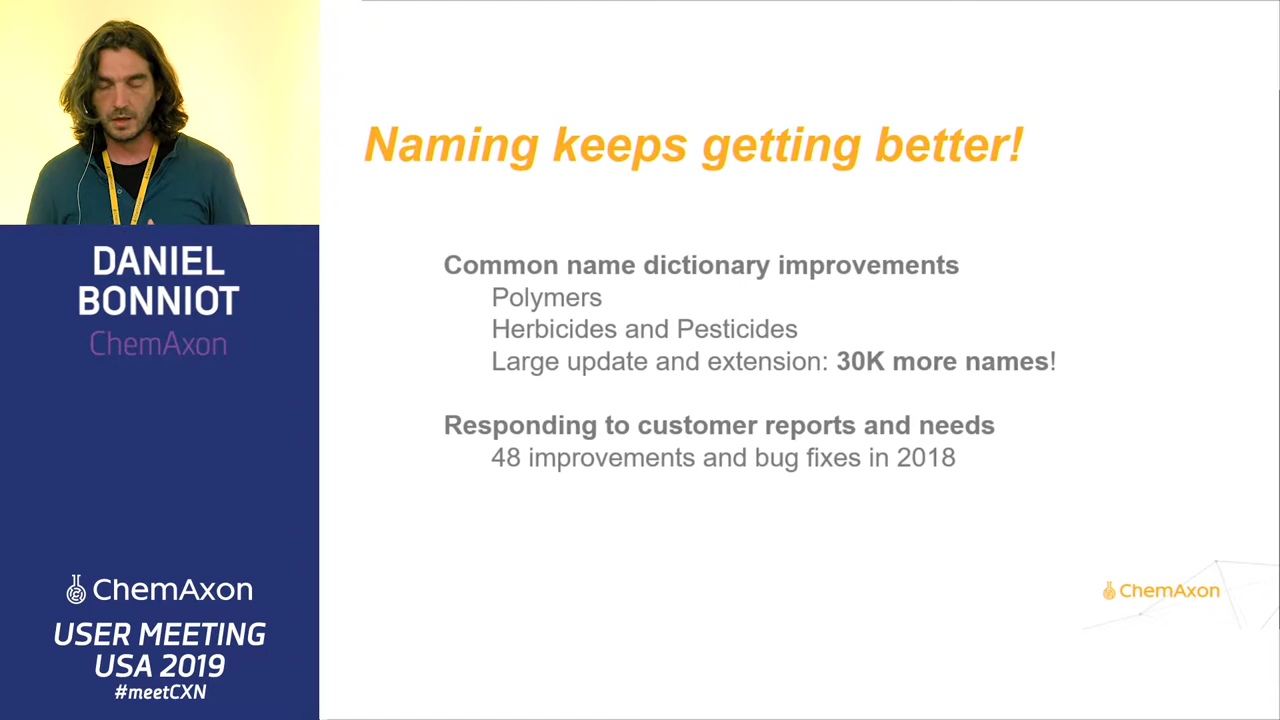 DANIEL
BONNIOT
ChemAxon
ChemAxon
USER MEETING
USA 2019
#meetCXN
Naming keeps getting better!
Common name dictionary improvements
Polymers
Herbicides and Pesticides
Large update and extension: 30K more names!
Responding to customer reports and needs
48 improvements and bug fixes in 2018
ChemAxon